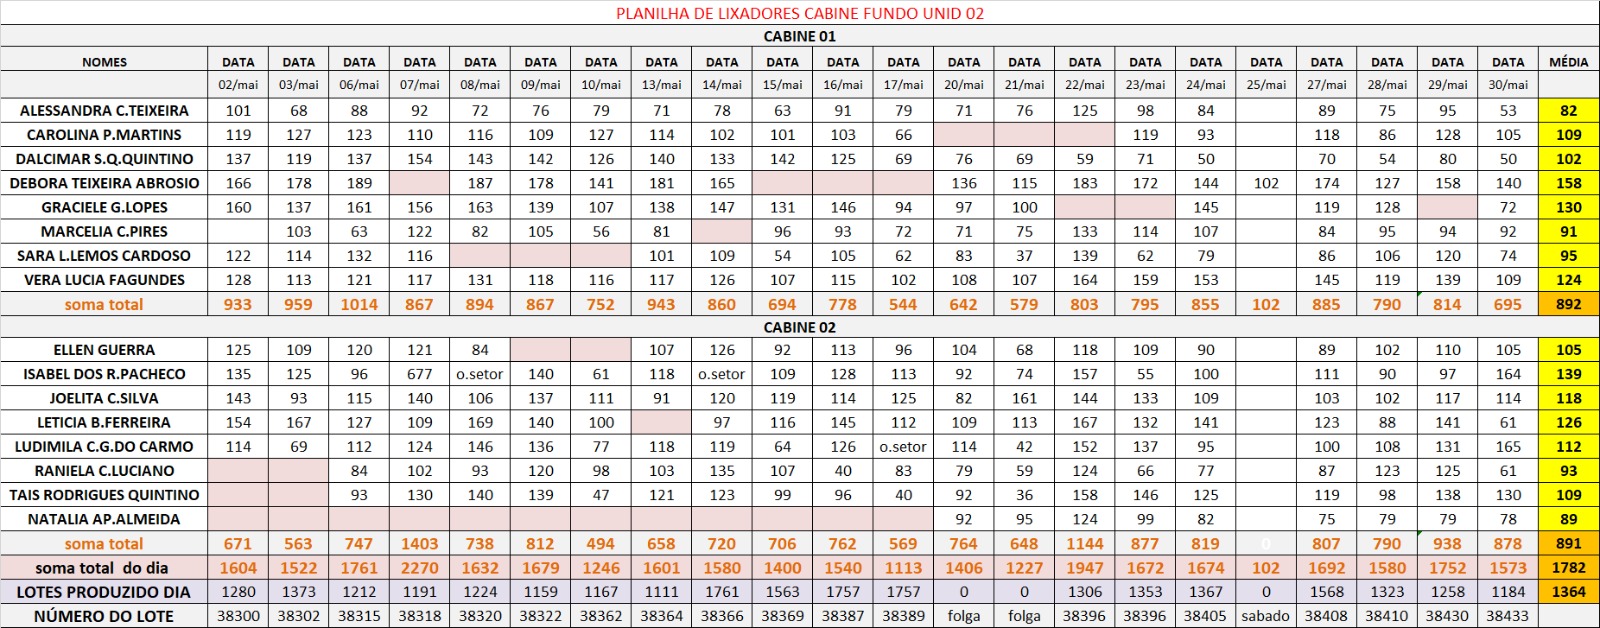 PLANILHA DE LIXADORES CABINE FUNDO UNID 02
CABINE 01
NOMES DATA DATA DATA DATA DATA DATA DATA DATA DATA DATA DATA DATA DATA DATA DATA DATA DATA DATA DATA DATA DATA DATA MÉDIA
02/mai 03/mai 06/mai 07/mai 08/mai 09/mai 10/mai 13/mai 14/mai 15/mai 16/mai 17/mai 20/mai 21/mai 22/mai 23/mai 24/mai 25/mai 27/mai 28/mai 29/mai 30/mai
ALESSANDRA C.TEIXEIRA 101 68 88 92 72 76 79 71 78 63 91 79 71 76 125 98 84 89 75 95 53 82
CAROLINA P.MARTINS 119 127 123 110 116 109 127 114 102 101 103 66 119 93 118 86 128 105 109
DALCIMAR S.Q.QUINTINO 137 119 137 154 143 142 126 140 133 142 125 69 76 69 59 71 50 70 54 80 50 102
DEBORA TEIXEIRA ABROSIO 166 178 189 187 178 141 181 165 136 115 183 172 144 102 174 127 158 140 158
GRACIELE G.LOPES 160 137 161 156 163 139 107 138 147 131 146 94 97 100 145 119 128 72 130
MARCELIA C.PIRES 103 63 122 82 105 56 81 96 93 72 71 75 133 114 107 84 95 94 92 91
SARA L.LEMOS CARDOSO 122 114 132 116 101 109 54 105 62 83 37 139 62 79 86 106 120 74 95
VERA LUCIA FAGUNDES 128 113 121 117 131 118 116 117 126 107 115 102 108 107 164 159 153 145 119 139 109 124
soma total 933 959 1014 867 894 867 752 943 860 694 778 544 642 579 803 795 855 102 885 790 814 695 892
CABINE 02
ELLEN GUERRA 125 109 120 121 84 107 126 92 113 96 104 68 118 109 90 89 102 110 105 105
ISABEL DOS R.PACHECO 135 125 96 677 o.setor 140 61 118 o.setor 109 128 113 92 74 157 55 100 111 90 97 164 139
JOELITA C.SILVA 143 93 115 140 106 137 111 91 120 119 114 125 82 161 144 133 109 103 102 117 114 118
LETICIA B.FERREIRA 154 167 127 109 169 140 100 97 116 145 112 109 113 167 132 141 123 88 141 61 126
LUDIMILA C.G.DO CARMO 114 69 112 124 146 136 77 118 119 64 126 o.setor 114 42 152 137 95 100 108 131 165 112
RANIELA C.LUCIANO 84 102 93 120 98 103 135 107 40 83 79 59 124 66 77 87 123 125 61 93
TAIS RODRIGUES QUINTINO 93 130 140 139 47 121 123 99 96 40 92 36 158 146 125 119 98 138 130 109
NATALIA AP.ALMEIDA 92 95 124 99 82 75 79 79 78 89
soma total 671 563 747 1403 738 812 494 658 720 706 762 569 764 648 1144 877 819 0 807 790 938 878 891
soma total do dia 1604 1522 1761 2270 1632 1679 1246 1601 1580 1400 1540 1113 1406 1227 1947 1672 1674 102 1692 1580 1752 1573 1782
LOTES PRODUZIDO DIA 1280 1373 1212 1191 1224 1159 1167 1111 1761 1563 1757 1757 0 0 1306 1353 1367 0 1568 1323 1258 1184 1364
NÚMERO DO LOTE 38300 38302 38315 38318 38320 38322 38362 38364 38366 38369 38387 38389 folga folga 38396 38396 38405 sabado 38408 38410 38430 38433